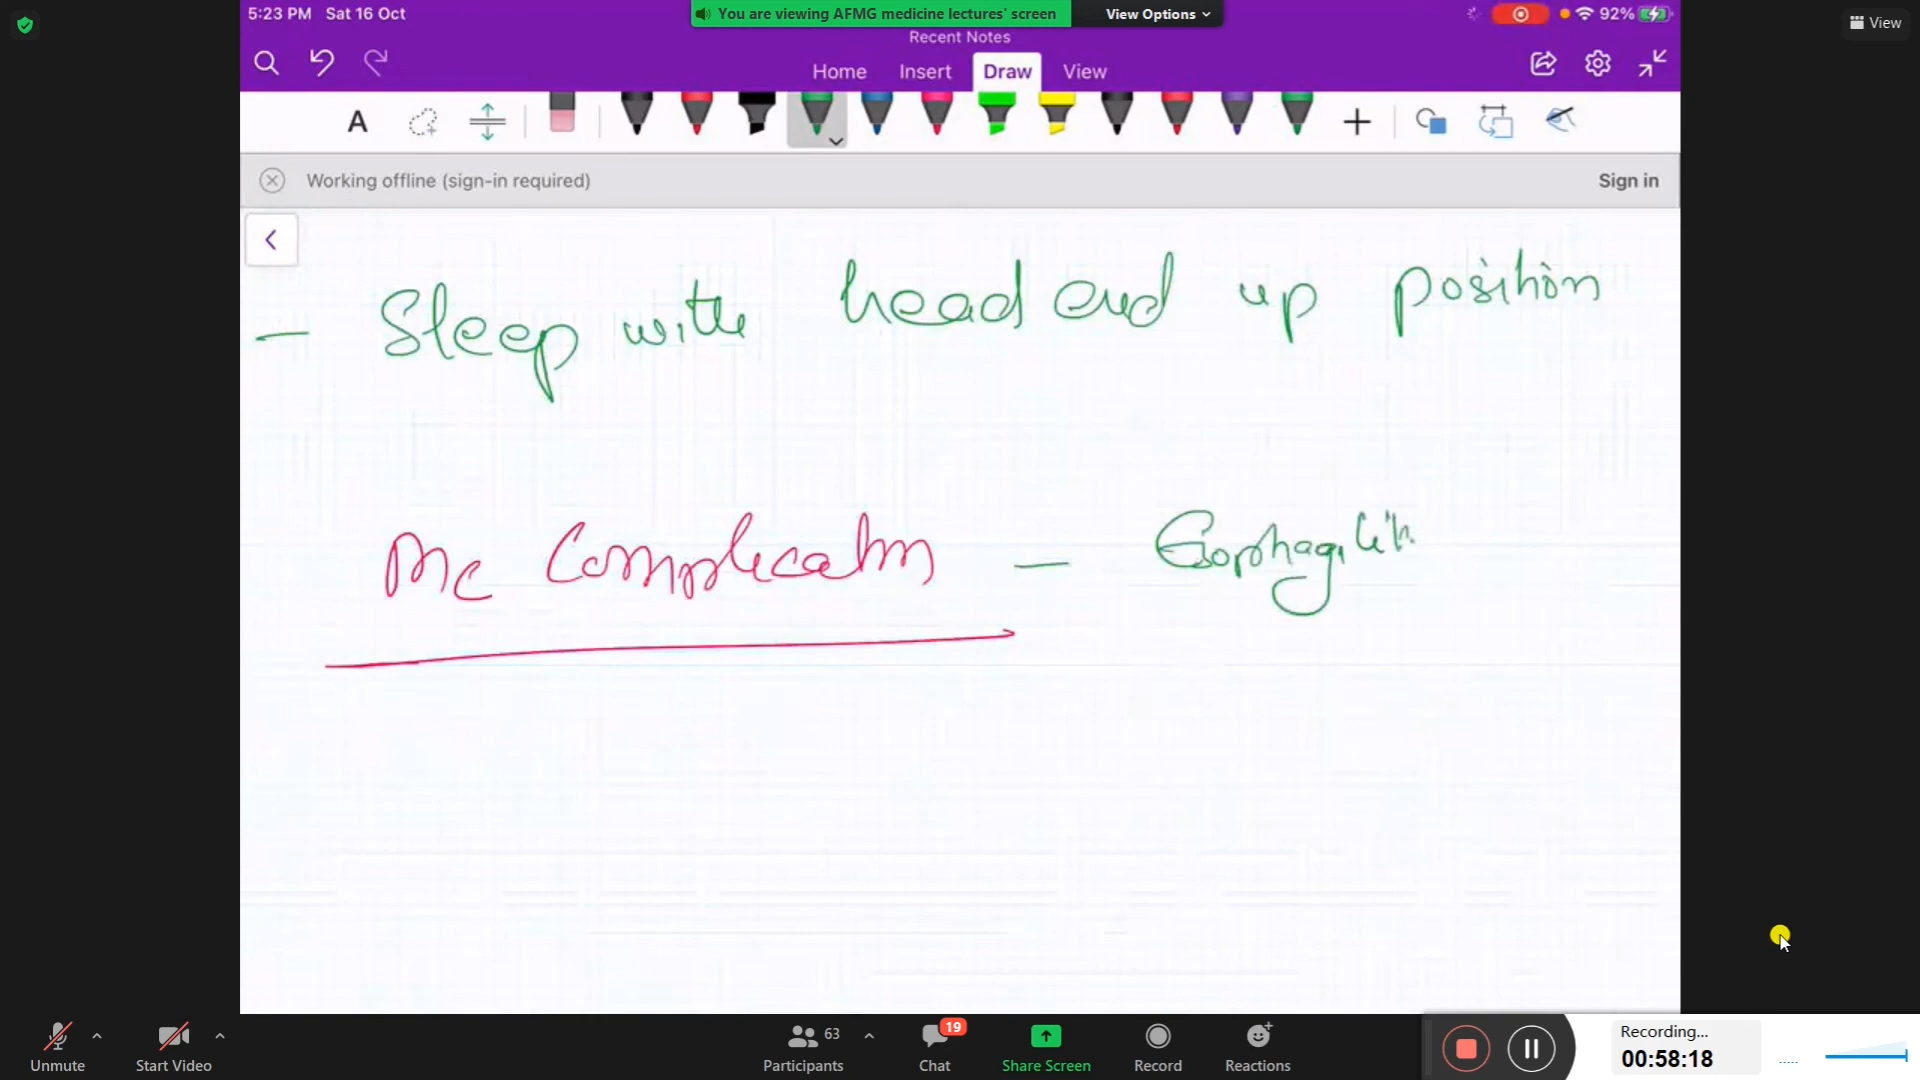 5:23 PM Sat 16 Oct
You are viewing AFMG medicine lectures' screen
View Options
92%
View
Recent Notes
Home Insert Draw View
A
Working offline (sign-in required)
Sign in
- Sleep with head end up position
Mc Complicatn - Esophagiti
Unmute
Start Video
63
Participants
19
Chat
Share Screen
Record
Reactions
Recording...
00:58:18